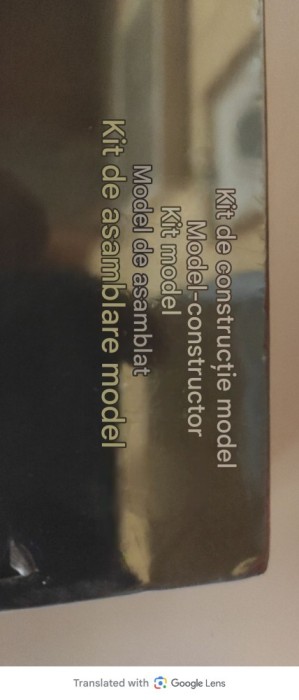 Kit de construcție model
Model-constructor
Kit model
Model de asamblat
Kit de asamblare model
Translated with Google Lens